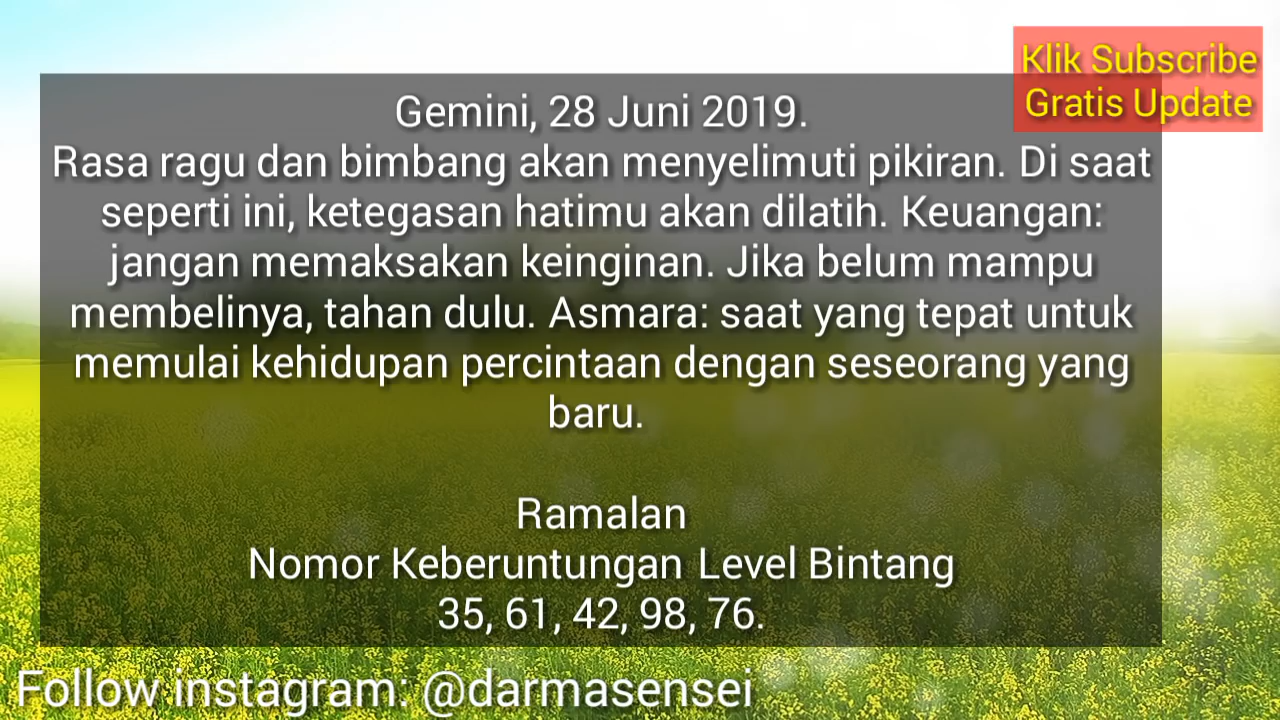 Klik Subscribe
Gratis Update
Gemini, 28 Juni 2019.
Rasa ragu dan bimbang akan menyelimuti pikiran. Di saat
seperti ini, ketegasan hatimu akan dilatih. Keuangan:
jangan memaksakan keinginan. Jika belum mampu
membelinya, tahan dulu. Asmara: saat yang tepat untuk
memulai kehidupan percintaan dengan seseorang yang
baru.
Ramalan
Nomor Keberuntungan Level Bintang
35, 61, 42, 98, 76.
Follow instagram: @darmasensei